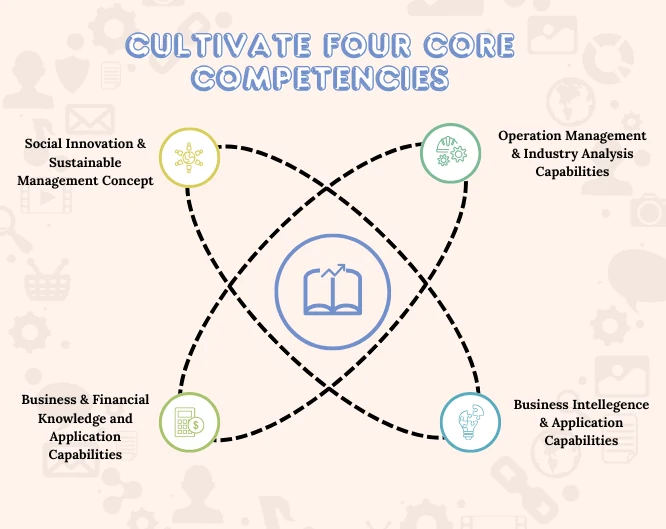 CULTIVATE FOUR CORE
COMPETENCIES
Social Innovation &
Sustainable
Management Concept
Operation Management
& Industry Analysis
Capabilities
Business & Financial
Knowledge and
Application
Capabilities
$
Business Intellegence
& Application
Capabilities